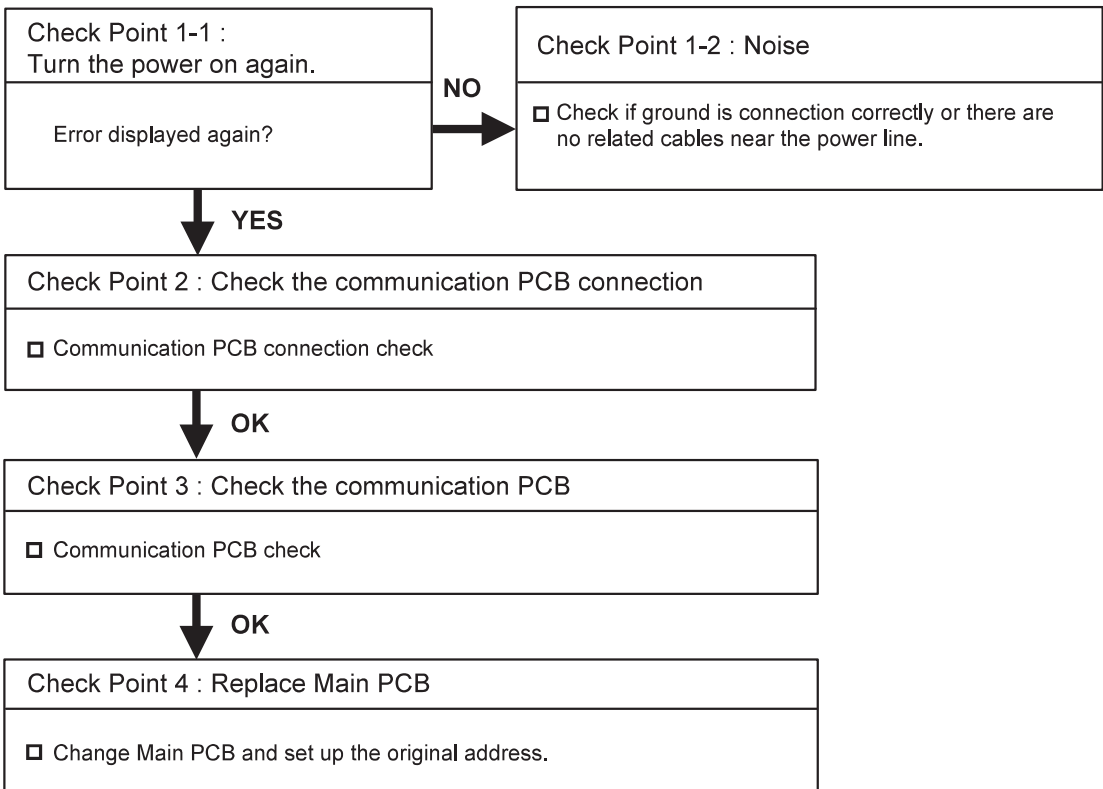 Check Point 1-1 :
Turn the power on again.
Error displayed again?
NO
Check Point 1-2 : Noise
Check if ground is connection correctly or there are
no related cables near the power line.
YES
Check Point 2 : Check the communication PCB connection
Communication PCB connection check
OK
Check Point 3 : Check the communication PCB
Communication PCB check
OK
Check Point 4 : Replace Main PCB
Change Main PCB and set up the original address.